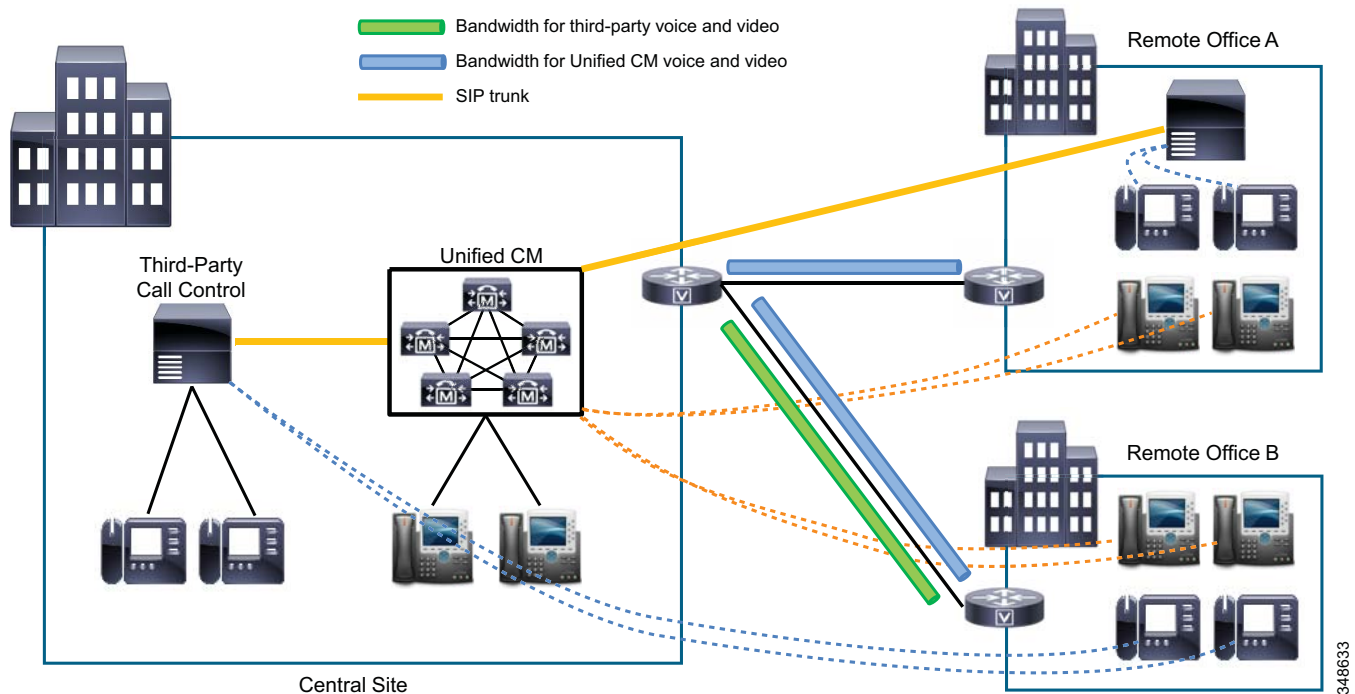 Bandwidth for third-party voice and video
Bandwidth for Unified CM voice and video
SIP trunk
Remote Office A
Third-Party
Call Control
Unified CM
M
M
M
M
M
V
V
Remote Office B
V
Central Site
348633